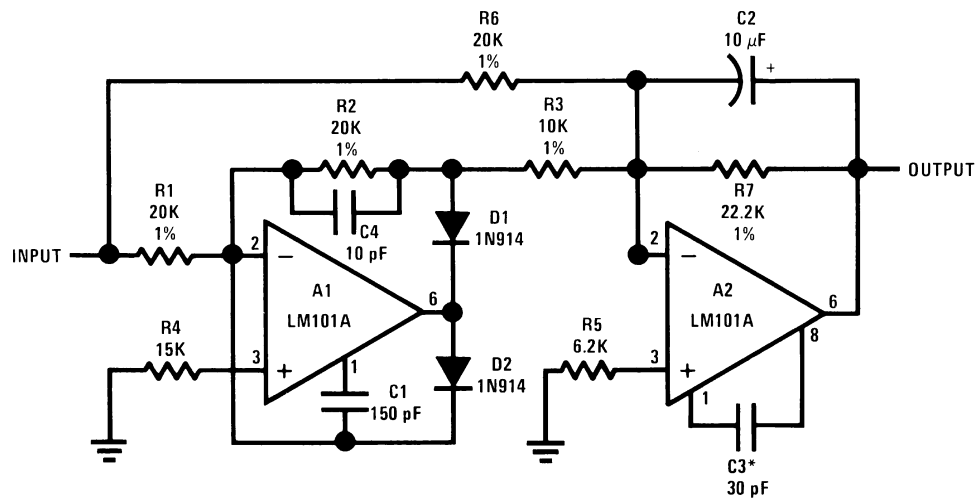 R6
20K
1%
C2
10 μF
+
R2
20K
1%
R3
10K
1%
R1
20K
1%
C4
10 pF
D1
1N914
R7
22.2K
1%
OUTPUT
INPUT
2
−
A1
LM101A
6
2
−
A2
LM101A
6
8
R4
15K
3
+
1
D2
1N914
R5
6.2K
3
+
1
C1
150 pF
C3*
30 pF